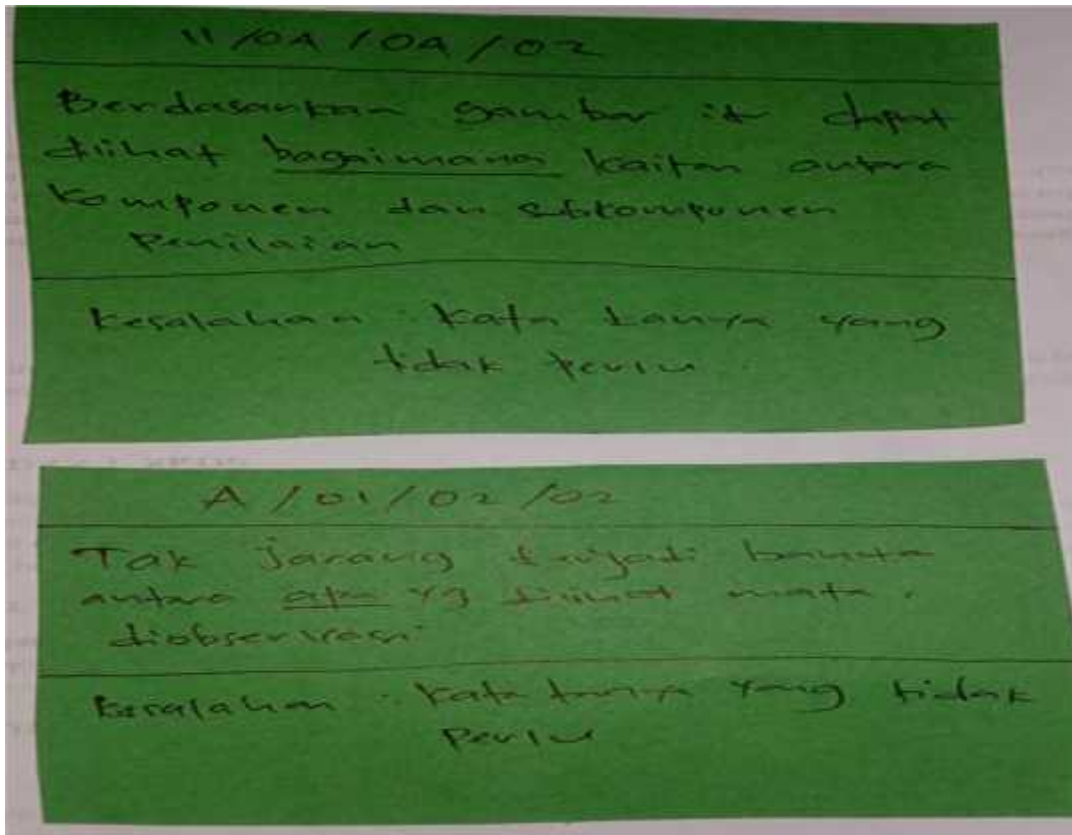 11/0A/0A/02
Berdasarkan gambar it dapat
dilihat bagaimana kaitan antara
Komponen dan subkomponen
Penilaian
Kesalahan : Kata tanya yang
tidak perlu.
A/01/02/02
Tak jarang terjadi
antara apa yg dilihat mata,
diobservasi
Kesalahan : Kata tanya yang tidak
Perlu